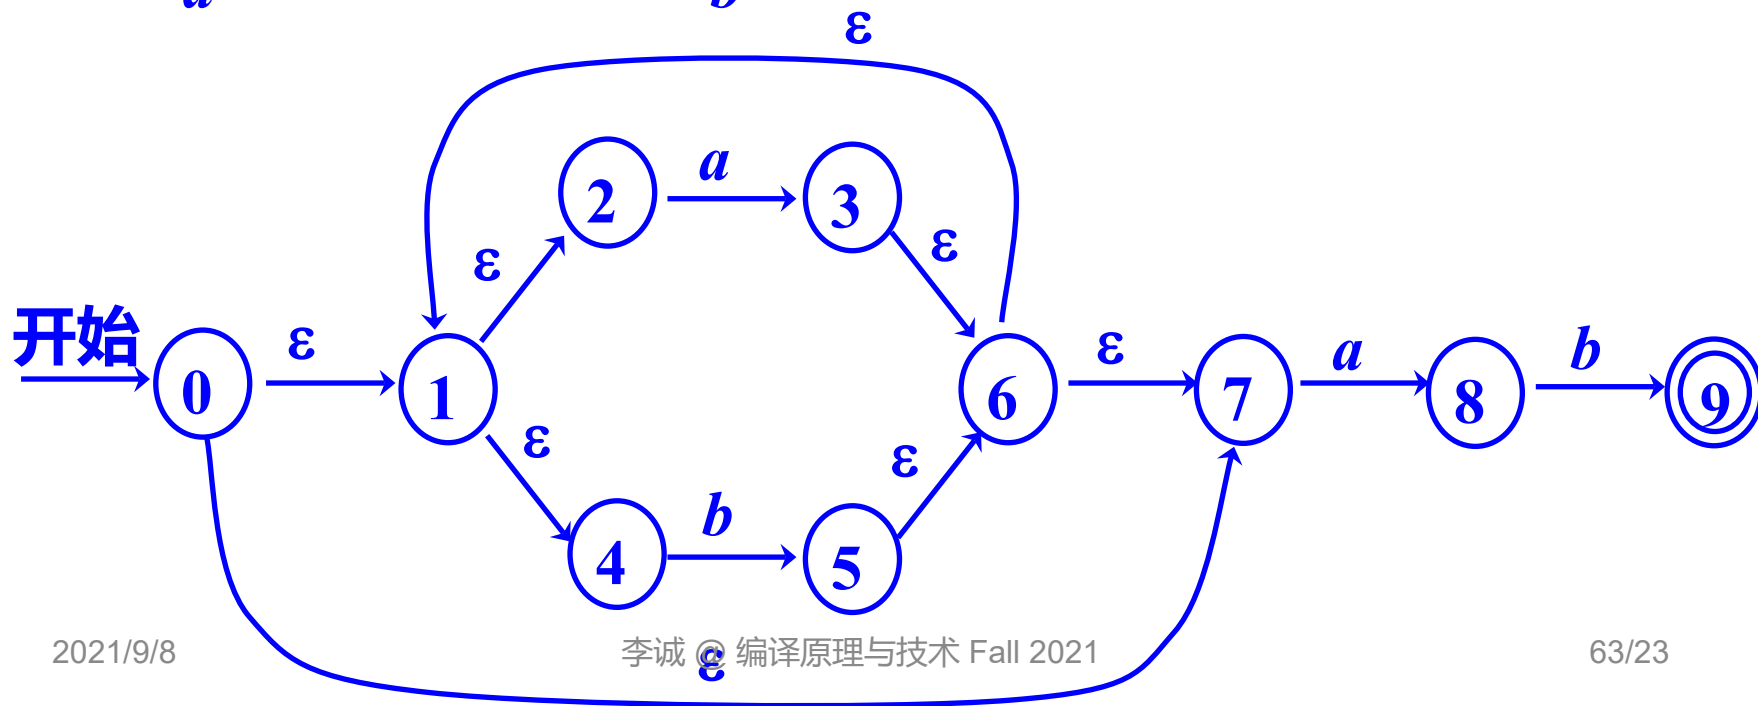 a b
ε
2 a 3
ε ε
开始
0 ε 1 6 ε 7 a 8 b 9
ε ε
4 b 5
2021/9/8 李诚 @ 编译原理与技术 Fall 2021 63/23
ε